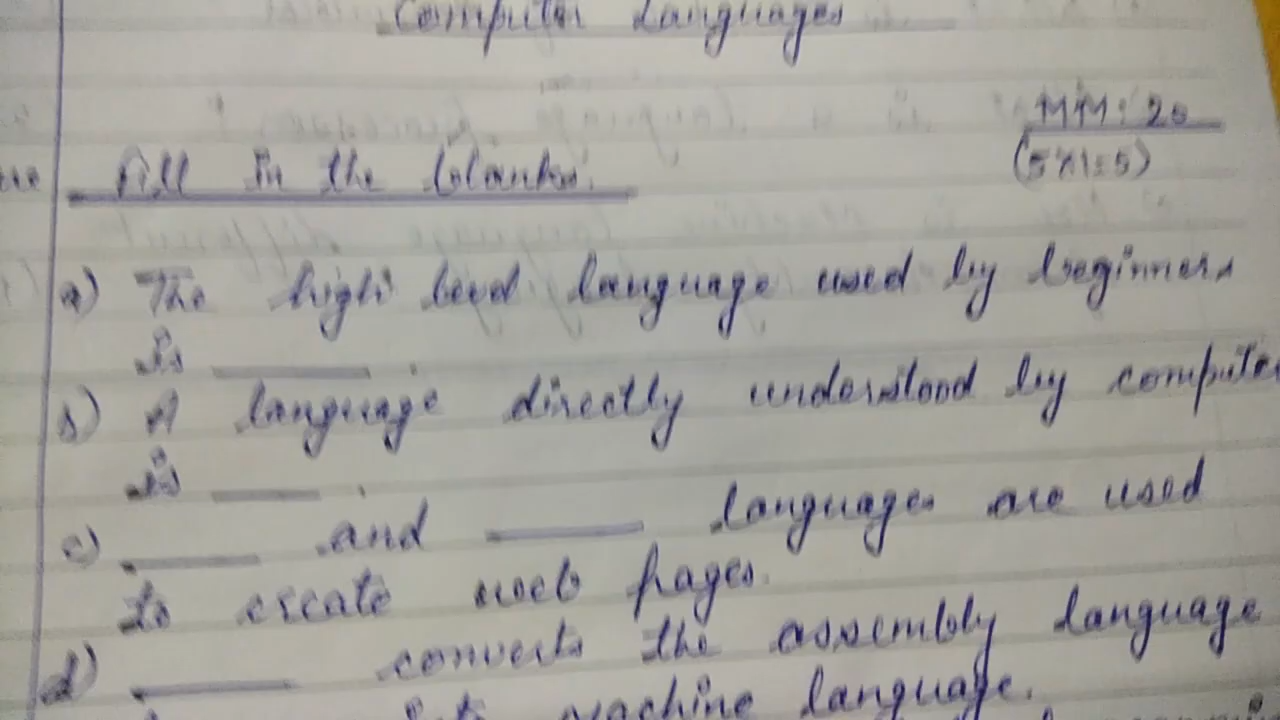 Computer Languages
MM: 20
Fill in the blanks.
(5x1=5)
a) The high level language used by beginners
is ______.
b) A language directly understood by computer
is ______.
c) ______ and ______ languages are used
to create web pages.
d) ______ converts the assembly language
machine language.